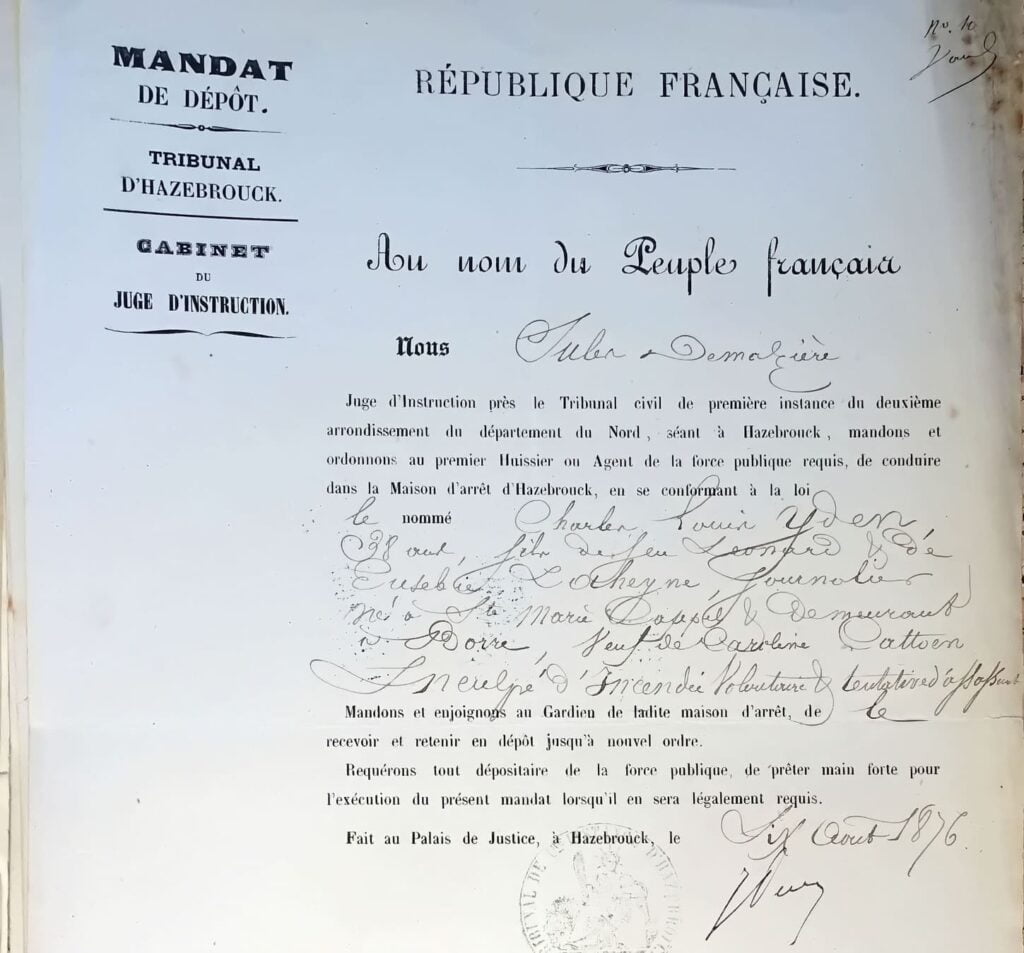 No. 10
MANDAT
DE DÉPÔT.
TRIBUNAL
D'HAZEBROUCK.
CABINET
DU
JUGE D'INSTRUCTION.
RÉPUBLIQUE FRANÇAISE.
Au nom du Peuple français
Nous Jules Demazière
Juge d'Instruction près le Tribunal civil de première instance du deuxième
arrondissement du département du Nord, séant à Hazebrouck, mandons et
ordonnons au premier Huissier ou Agent de la force publique requis, de conduire
dans la Maison d'arrêt d'Hazebrouck, en se conformant à la loi
le nommé Charles Louis Yden,
38 ans, fils de feu Léonard & de
Eusebie Lacheyne, Journalier
né à Ste Marie Cappel & demeurant
à Borre, Veuf de Caroline Cattoen
Inculpé d'Incendie Volontaire & tentative d'assassinat
Mandons et enjoignons au Gardien de ladite maison d'arrêt, de le
recevoir et retenir en dépôt jusqu'à nouvel ordre.
Requérons tout dépositaire de la force publique, de prêter main forte pour
l'exécution du présent mandat lorsqu'il en sera légalement requis.
Fait au Palais de Justice, à Hazebrouck, le Six Août 1876.